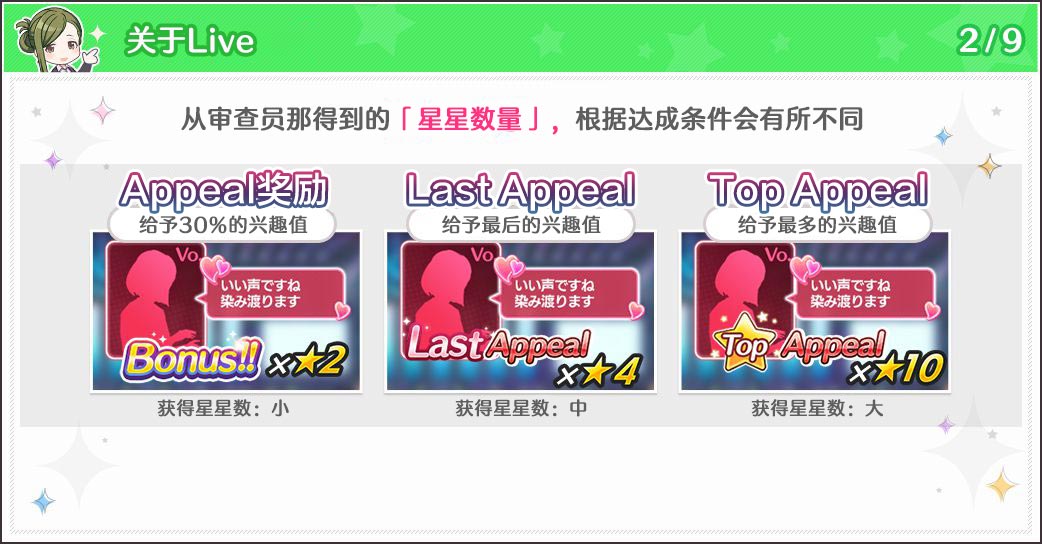 关于Live
2/9
从审查员那得到的「星星数量」，根据达成条件会有所不同
Appeal奖励
给予30%的兴趣值
Vo.
いい声ですね
染み渡ります
Bonus!! ×★2
获得星星数：小
Last Appeal
给予最后的兴趣值
Vo.
いい声ですね
染み渡ります
Last Appeal
×★4
获得星星数：中
Top Appeal
给予最多的兴趣值
Vo.
いい声ですね
染み渡ります
Top Appeal
×★10
获得星星数：大